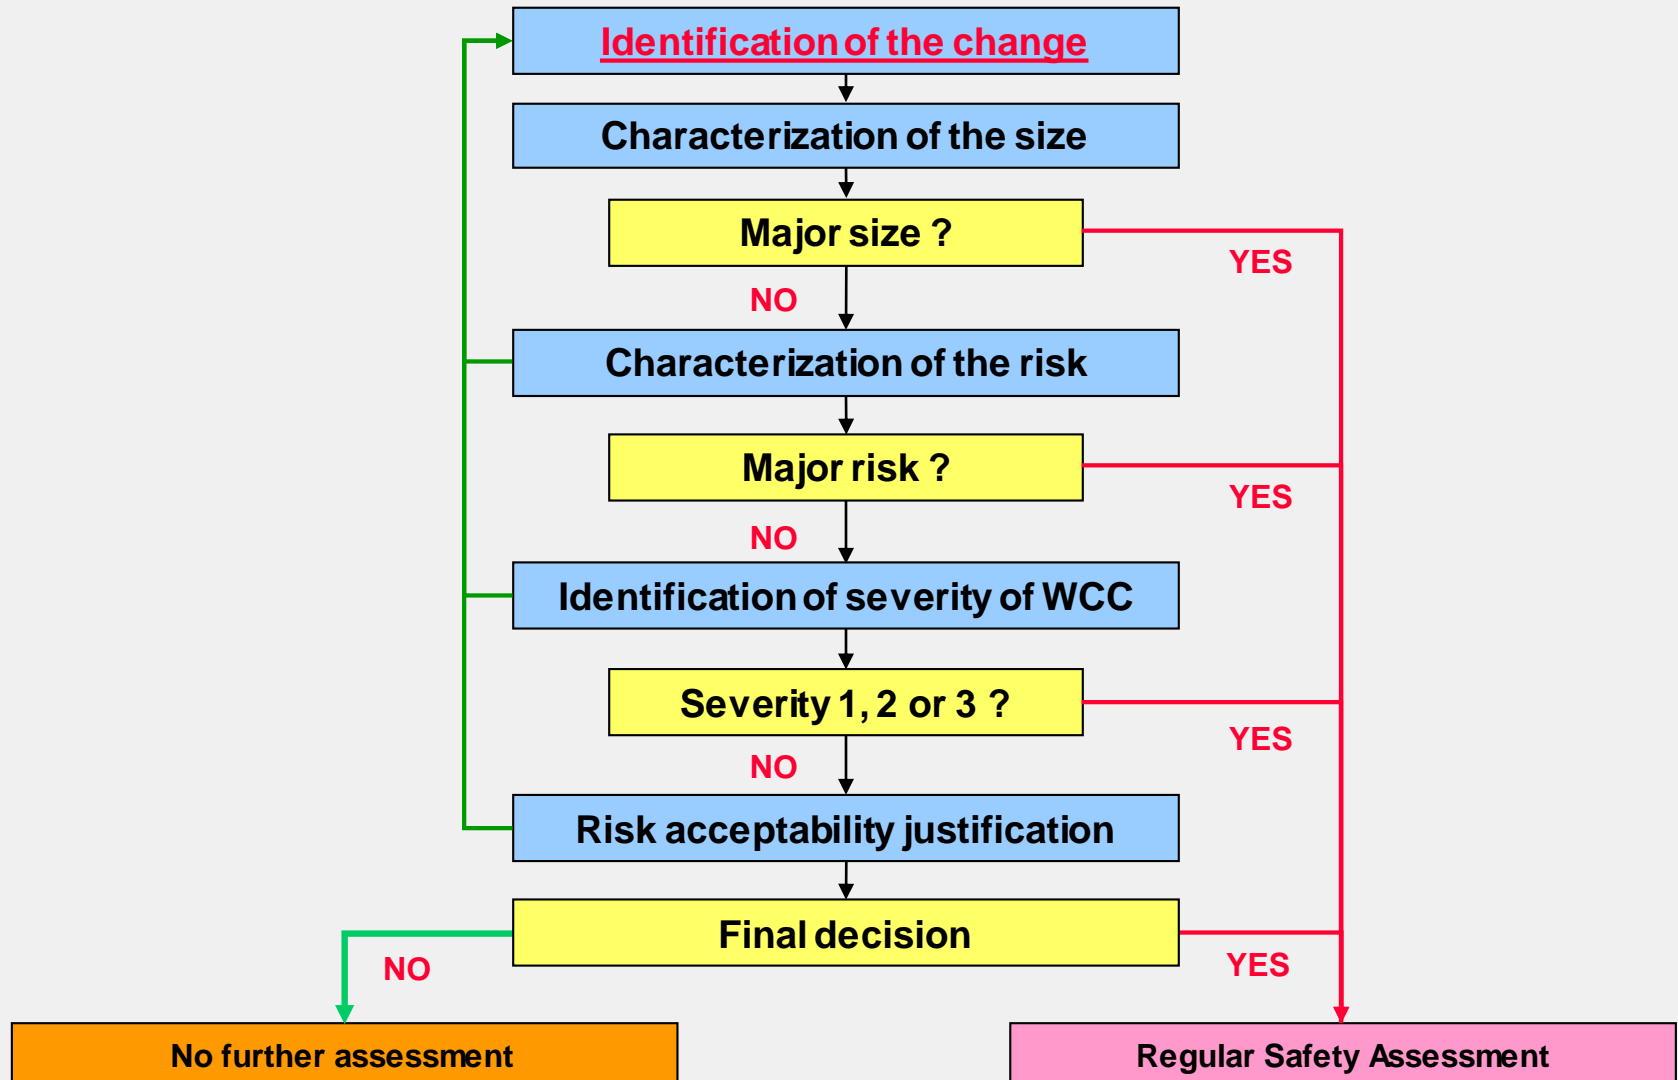 Identification of the change
Characterization of the size
Major size ?
YES
NO
Characterization of the risk
Major risk ?
YES
NO
Identification of severity of WCC
Severity 1, 2 or 3 ?
YES
NO
Risk acceptability justification
Final decision
NO
YES
No further assessment
Regular Safety Assessment